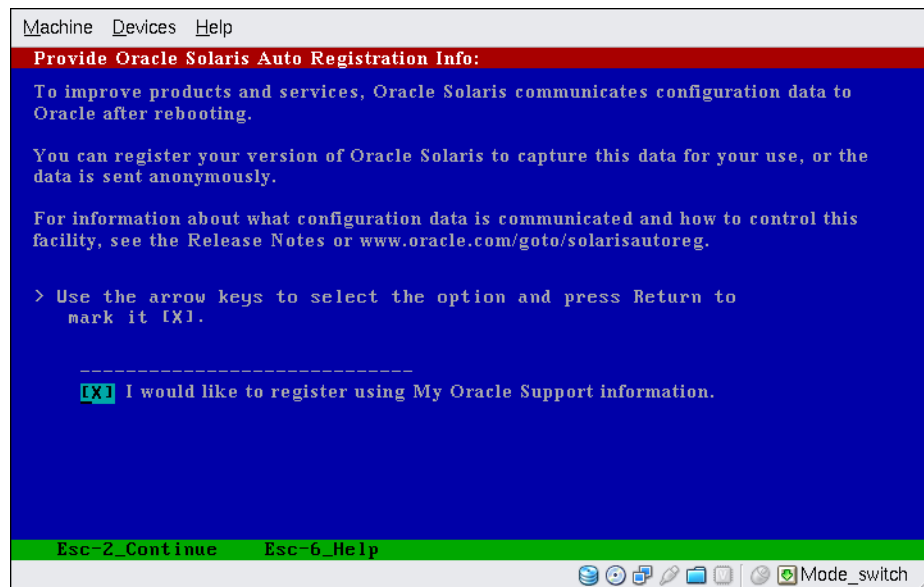 Machine Devices Help
Provide Oracle Solaris Auto Registration Info:
To improve products and services, Oracle Solaris communicates configuration data to
Oracle after rebooting.
You can register your version of Oracle Solaris to capture this data for your use, or the
data is sent anonymously.
For information about what configuration data is communicated and how to control this
facility, see the Release Notes or www.oracle.com/goto/solarisautoreg.
> Use the arrow keys to select the option and press Return to
mark it [X].
_____________________________
[X] I would like to register using My Oracle Support information.
Esc-2_Continue Esc-6_Help
Mode_switch